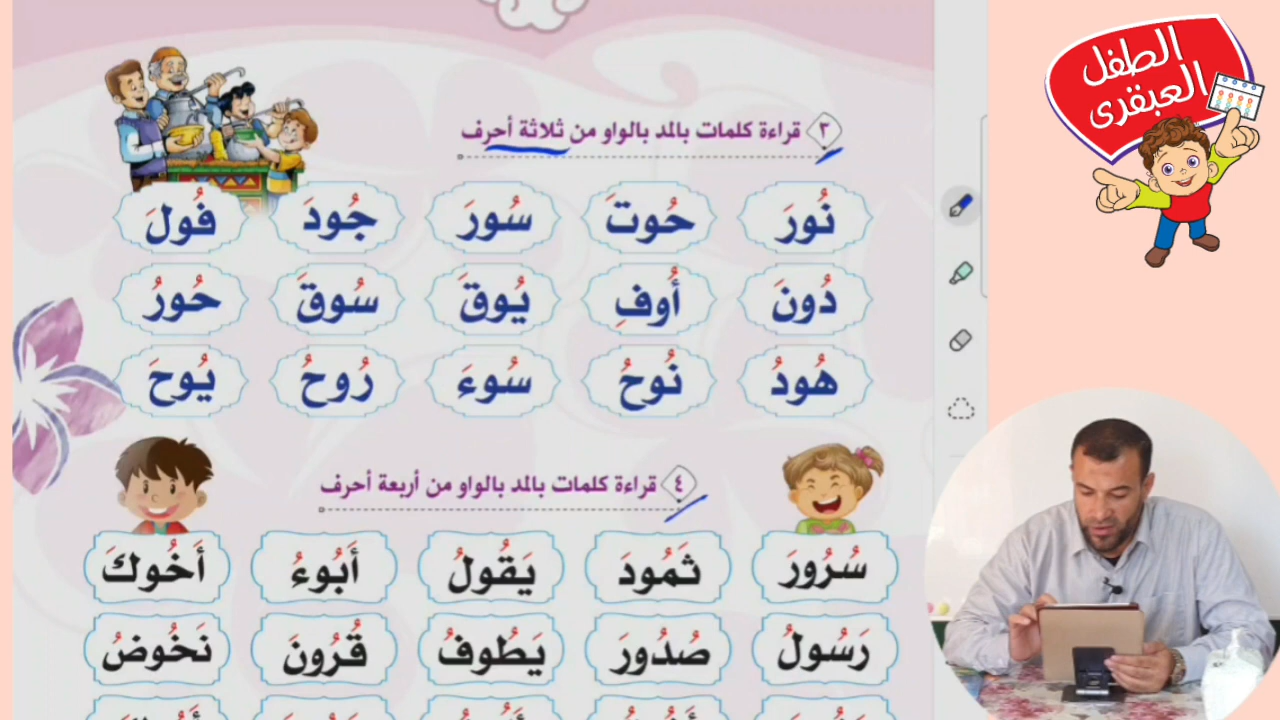 الطفل
العبقرى
٣ قراءة كلمات بالمد بالواو من ثلاثة أحرف
نُورَ حُوتَ سُورَ جُودَ فُولَ
دُونَ أُوفِ يُوقَ سُوقَ حُورُ
هُودُ نُوحُ سُوءَ رُوحُ يُوحَ
٤ قراءة كلمات بالمد بالواو من أربعة أحرف
سُرُورَ ثَمُودَ يَقُولُ أَبُوءُ أَخُوكَ
رَسُولُ صُدُورَ يَطُوفُ قُرُونَ نَخُوضُ